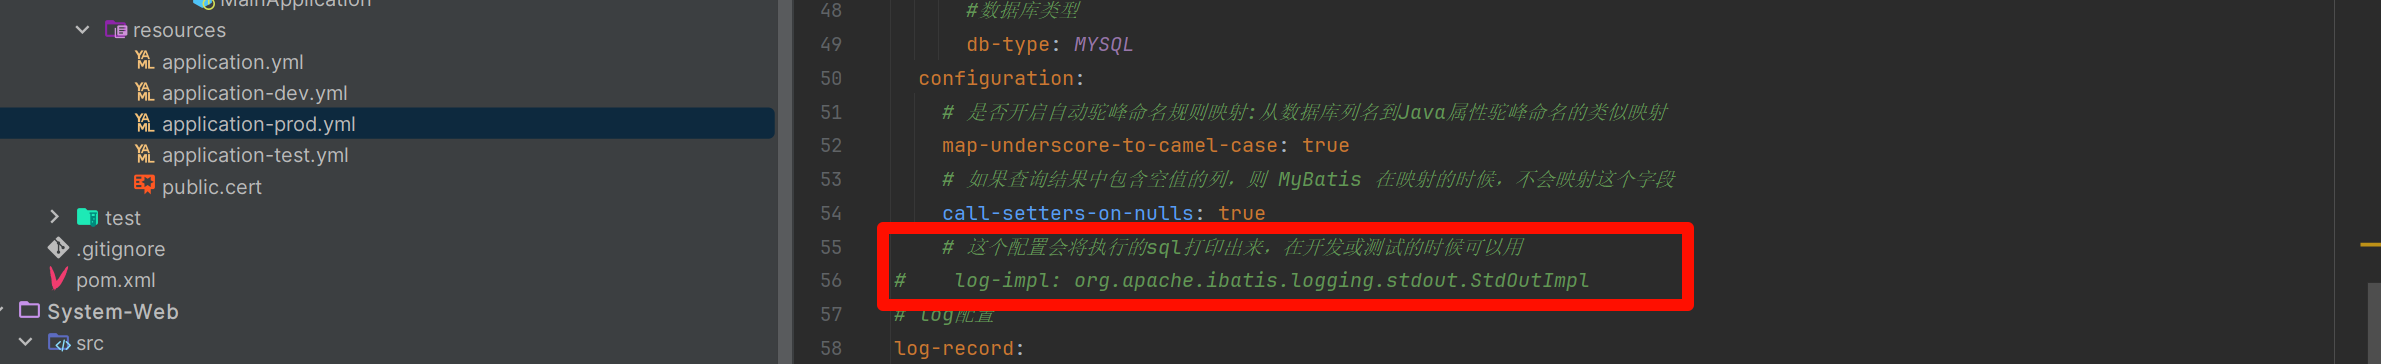 MainApplication
resources
application.yml
application-dev.yml
application-prod.yml
application-test.yml
public.cert
test
.gitignore
pom.xml
System-Web
src
48 #数据库类型
49 db-type: MYSQL
50 configuration:
51 # 是否开启自动驼峰命名规则映射:从数据库列名到Java属性驼峰命名的类似映射
52 map-underscore-to-camel-case: true
53 # 如果查询结果中包含空值的列，则 MyBatis 在映射的时候，不会映射这个字段
54 call-setters-on-nulls: true
55 # 这个配置会将执行的sql打印出来，在开发或测试的时候可以用
56 # log-impl: org.apache.ibatis.logging.stdout.StdOutImpl
57 # log配置
58 log-record: